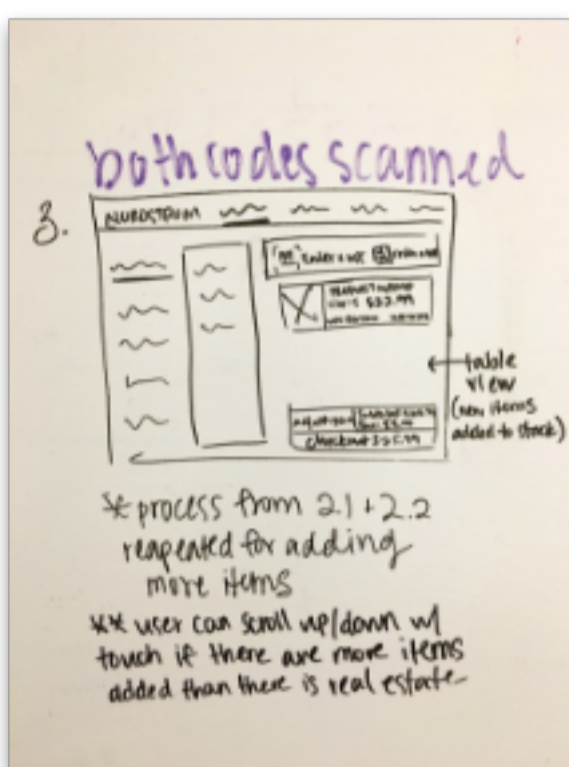 both codes scanned
3.
NORDSTROM
table
view
(new items
added to stack)
checkout $35.99
* process from 2.1 + 2.2
reapeated for adding
more items
** user can scroll up/down w/
touch if there are more items
added than there is real estate